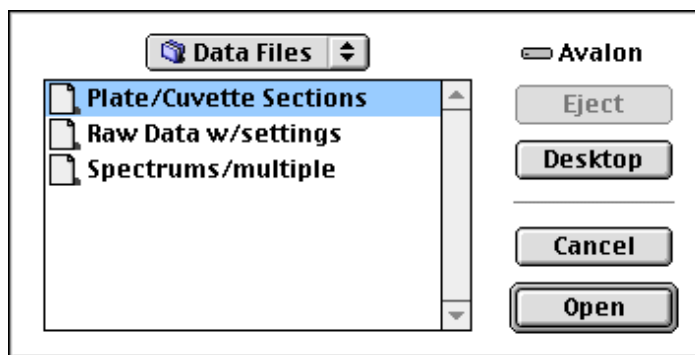 Data Files
Avalon
Plate/Cuvette Sections
Raw Data w/settings
Spectrums/multiple
Eject
Desktop
Cancel
Open